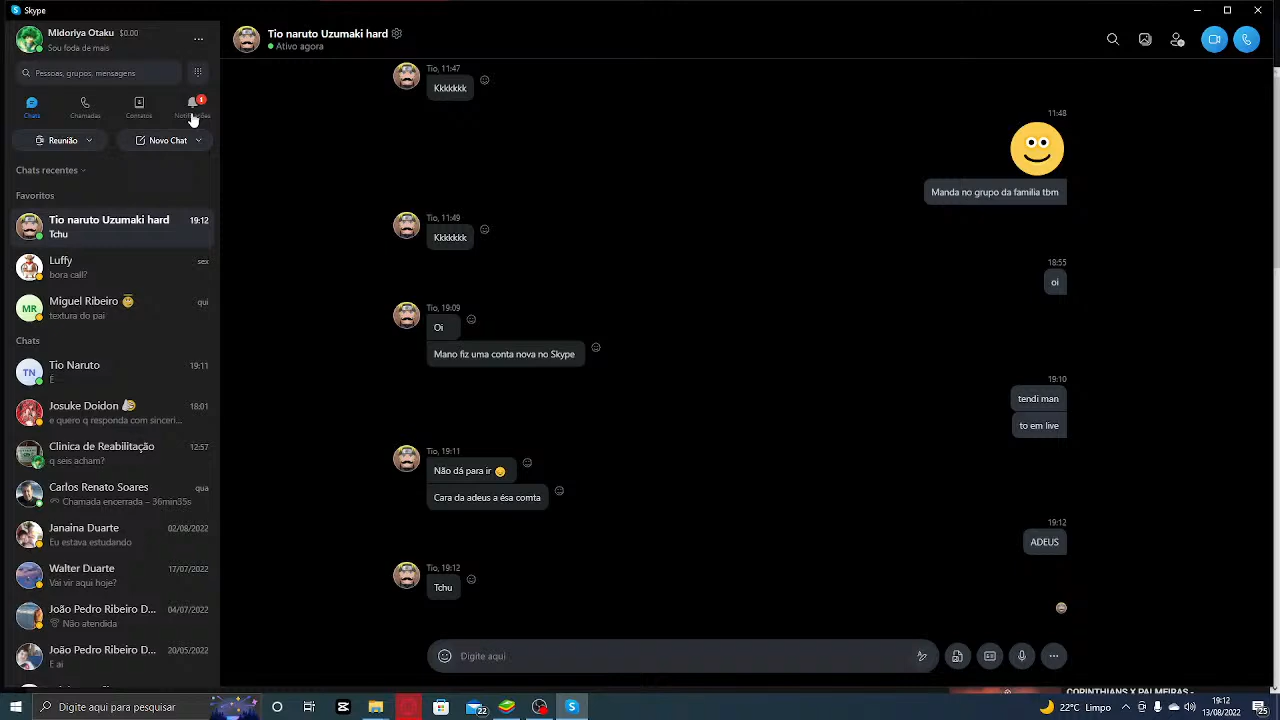 Skype
Midoriya Otaku $0.00
Sou foda de mais
Pessoas, grupos, mensagens
Chats
Chamadas
Contatos
1
Notificações
Reunião
Novo Chat
Chats recentes
Favoritos
Tio naruto Uzumaki hard 19:12
Tchu
Luffy sex
bora call?
MR
Miguel Ribeiro qui
textura do pai
Chats
TN
Tio Naruto 19:11
É
Josuke Doidon 18:01
e quero q responda com sinceri...
Clinica de Reabilitação 12:57
q seis acham?
Carlos Renato Soares qua
Chamada encerrada – 36min35s
Janaina Duarte 02/08/2022
Eu estava estudando
Walter Duarte 17/07/2022
Vai vir aqui hoje?
João Pedro Ribeiro D... 04/07/2022
Não atendida
João Pedro Ribeiro D... 20/05/2022
E ai
Tio naruto Uzumaki hard
Ativo agora
Tio, 11:47
Kkkkkkk
11:48
Manda no grupo da familia tbm
Tio, 11:49
Kkkkkkk
18:55
oi
Tio, 19:09
Oi
Mano fiz uma conta nova no Skype
19:10
tendi man
to em live
Tio, 19:11
Não dá para ir
Cara da adeus a ésa comta
19:12
ADEUS
Tio, 19:12
Tchu
Digite aqui
CORINTHIANS X PALMEIRAS -
Digite aqui para pesquisar
22°C Limpo
19:12
13/08/2022